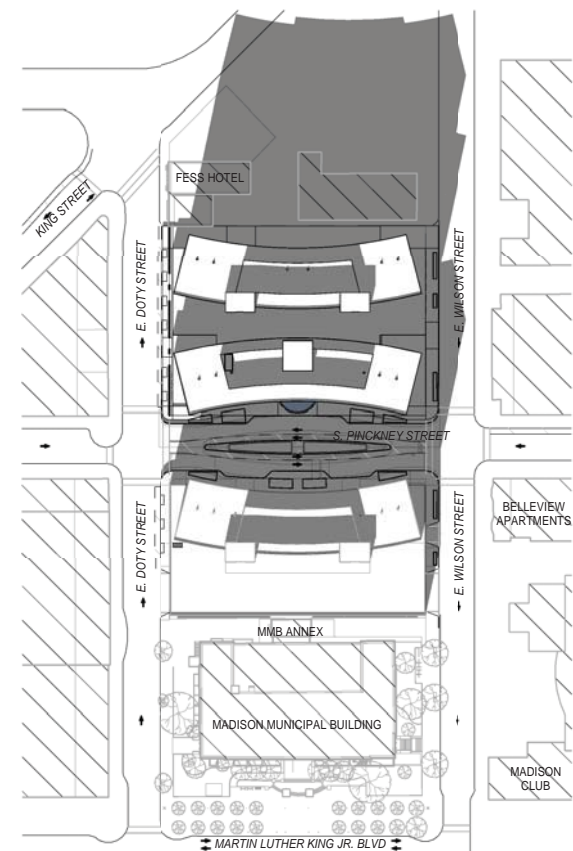 FESS HOTEL
KING STREET
E. DOTY STREET
E. WILSON STREET
S. PINCKNEY STREET
E. DOTY STREET
E. WILSON STREET
BELLEVIEW
APARTMENTS
MMB ANNEX
MADISON MUNICIPAL BUILDING
MADISON
CLUB
MARTIN LUTHER KING JR. BLVD